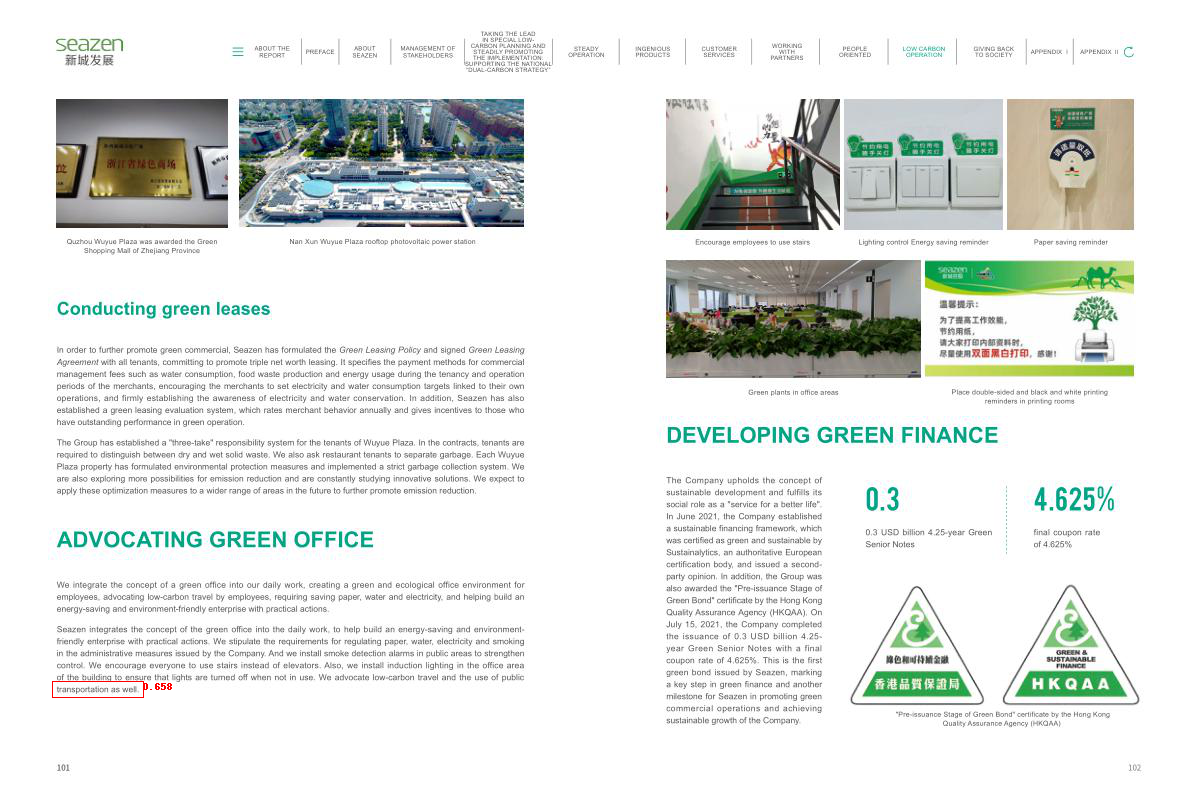 seazen
新城发展
ABOUT THE
REPORT
PREFACE
ABOUT
SEAZEN
MANAGEMENT OF
STAKEHOLDERS
TAKING THE LEAD
IN SPECIAL LOW-
CARBON PLANNING AND
STEADILY PROMOTING
THE IMPLEMENTATION:
SUPPORTING THE NATIONAL
"DUAL-CARBON STRATEGY"
STEADY
OPERATION
INGENIOUS
PRODUCTS
CUSTOMER
SERVICES
WORKING
WITH
PARTNERS
PEOPLE
ORIENTED
LOW CARBON
OPERATION
GIVING BACK
TO SOCIETY
APPENDIX I
APPENDIX II
浙江省绿色商场
Quzhou Wuyue Plaza was awarded the Green
Shopping Mall of Zhejiang Province
Nan Xun Wuyue Plaza rooftop photovoltaic power station
Conducting green leases
In order to further promote green commercial, Seazen has formulated the Green Leasing Policy and signed Green Leasing
Agreement with all tenants, committing to promote triple net worth leasing. It specifies the payment methods for commercial
management fees such as water consumption, food waste production and energy usage during the tenancy and operation
periods of the merchants, encouraging the merchants to set electricity and water consumption targets linked to their own
operations, and firmly establishing the awareness of electricity and water conservation. In addition, Seazen has also
established a green leasing evaluation system, which rates merchant behavior annually and gives incentives to those who
have outstanding performance in green operation.
The Group has established a "three-take" responsibility system for the tenants of Wuyue Plaza. In the contracts, tenants are
required to distinguish between dry and wet solid waste. We also ask restaurant tenants to separate garbage. Each Wuyue
Plaza property has formulated environmental protection measures and implemented a strict garbage collection system. We
are also exploring more possibilities for emission reduction and are constantly studying innovative solutions. We expect to
apply these optimization measures to a wider range of areas in the future to further promote emission reduction.
ADVOCATING GREEN OFFICE
We integrate the concept of a green office into our daily work, creating a green and ecological office environment for
employees, advocating low-carbon travel by employees, requiring saving paper, water and electricity, and helping build an
energy-saving and environment-friendly enterprise with practical actions.
Seazen integrates the concept of the green office into the daily work, to help build an energy-saving and environment-
friendly enterprise with practical actions. We stipulate the requirements for regulating paper, water, electricity and smoking
in the administrative measures issued by the Company. And we install smoke detection alarms in public areas to strengthen
control. We encourage everyone to use stairs instead of elevators. Also, we install induction lighting in the office area
of the building to ensure that lights are turned off when not in use. We advocate low-carbon travel and the use of public
transportation as well.
0.658
101
节约用电
随手关灯
节约用电
随手关灯
节约用电
随手关灯
请适量取纸
Encourage employees to use stairs
Lighting control Energy saving reminder
Paper saving reminder
seazen
新城控股
温馨提示：
为了提高工作效能，
节约用纸，
请大家打印内部资料时，
尽量使用双面黑白打印，感谢！
Green plants in office areas
Place double-sided and black and white printing
reminders in printing rooms
DEVELOPING GREEN FINANCE
The Company upholds the concept of
sustainable development and fulfills its
social role as a "service for a better life".
In June 2021, the Company established
a sustainable financing framework, which
was certified as green and sustainable by
Sustainalytics, an authoritative European
certification body, and issued a second-
party opinion. In addition, the Group was
also awarded the "Pre-issuance Stage of
Green Bond" certificate by the Hong Kong
Quality Assurance Agency (HKQAA). On
July 15, 2021, the Company completed
the issuance of 0.3 USD billion 4.25-
year Green Senior Notes with a final
coupon rate of 4.625%. This is the first
green bond issued by Seazen, marking
a key step in green finance and another
milestone for Seazen in promoting green
commercial operations and achieving
sustainable growth of the Company.
0.3
0.3 USD billion 4.25-year Green
Senior Notes
4.625%
final coupon rate
of 4.625%
綠色和可持續金融
香港品質保證局
GREEN &
SUSTAINABLE
FINANCE
HKQAA
"Pre-issuance Stage of Green Bond" certificate by the Hong Kong
Quality Assurance Agency (HKQAA)
102